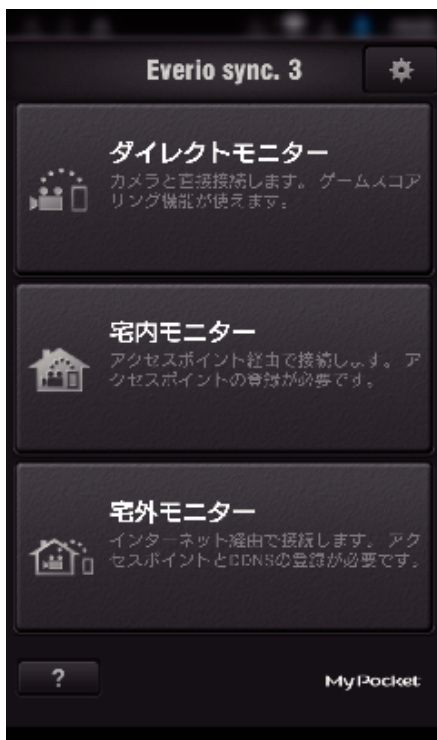 Everio sync. 3
ダイレクトモニター
カメラと直接接続します。 ゲームスコア
リング機能が使えます。
宅内モニター
アクセスポイント経由で接続します。 ア
クセスポイントの登録が必要です。
宅外モニター
インターネット経由で接続します。 アク
セスポイントとDDNSの登録が必要です。
?
My Pocket